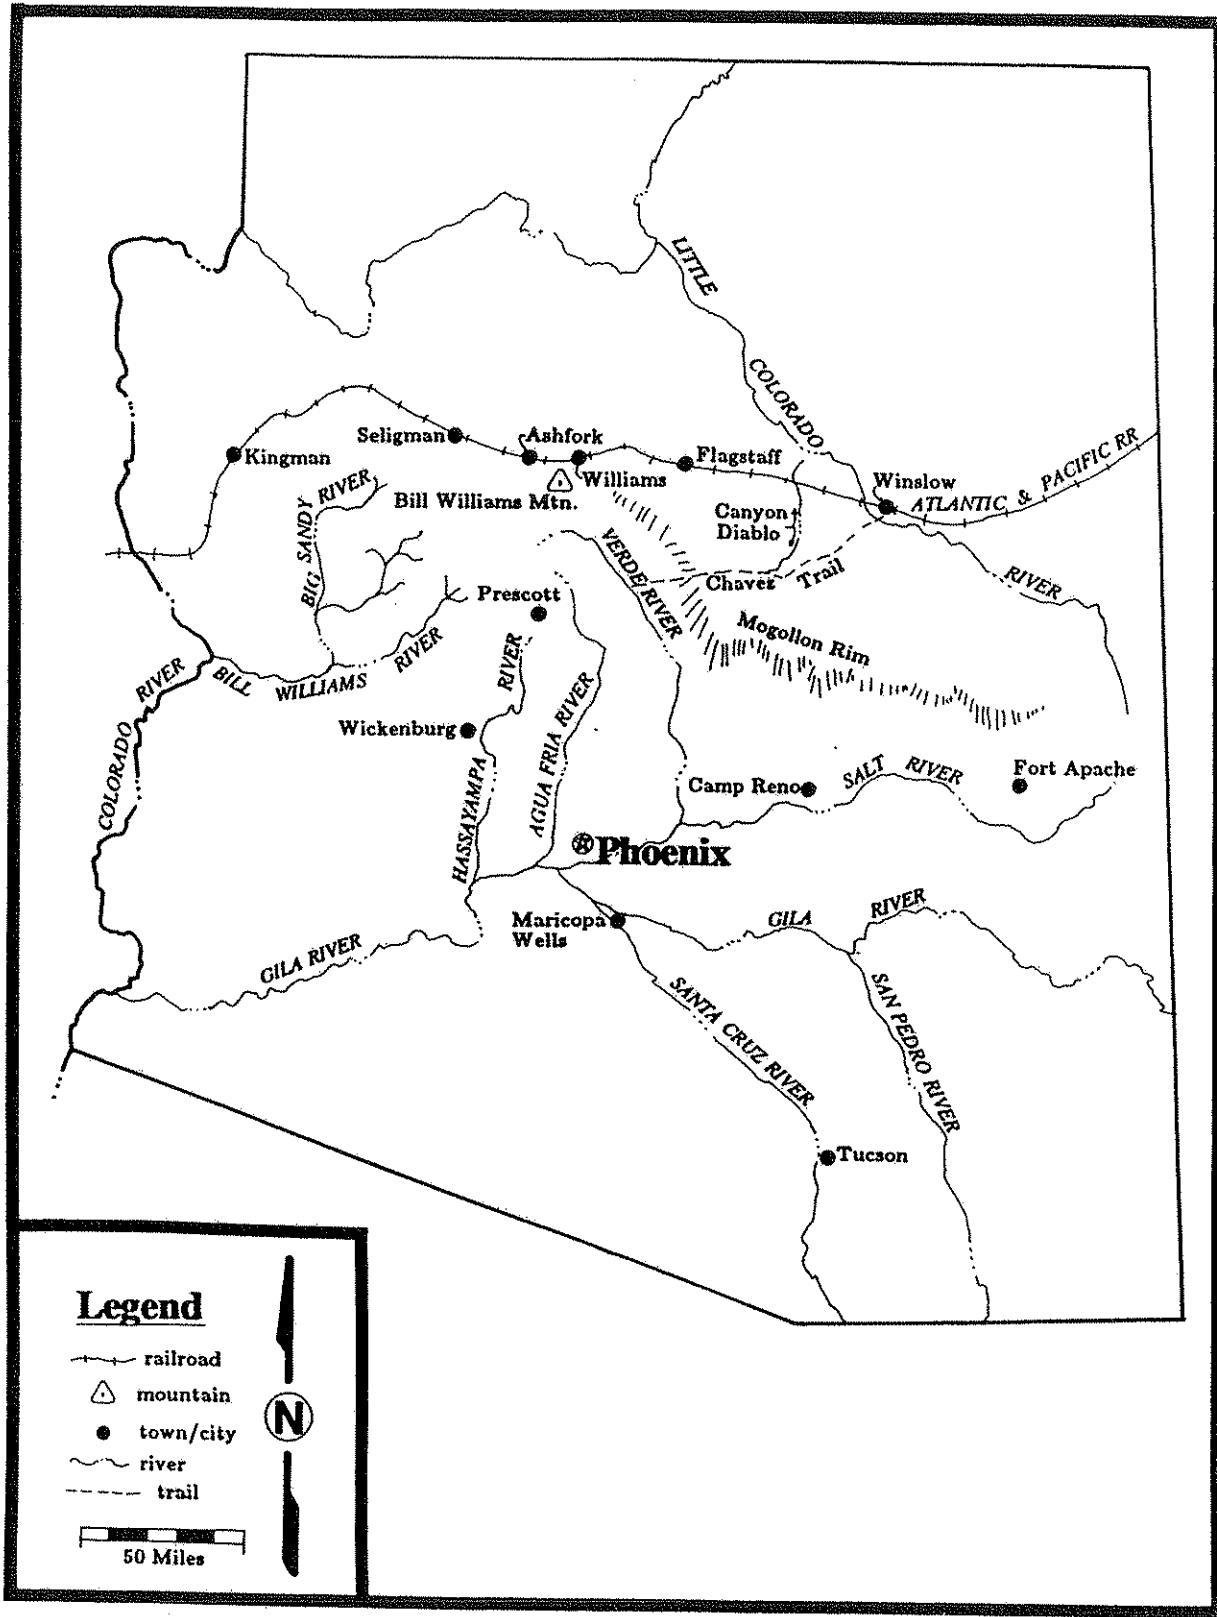 LITTLE
COLORADO
RIVER
Seligman
Ashfork
Kingman
Williams
Flagstaff
Winslow
ATLANTIC & PACIFIC RR
Bill Williams Mtn.
Canyon
Diablo
BIG SANDY RIVER
VERDE RIVER
Chavez Trail
Prescott
Mogollon Rim
COLORADO RIVER
BILL WILLIAMS RIVER
Wickenburg
HASSAYAMPA RIVER
AGUA FRIA RIVER
Camp Reno
SALT RIVER
Fort Apache
Phoenix
Maricopa
Wells
GILA RIVER
GILA RIVER
SANTA CRUZ RIVER
SAN PEDRO RIVER
Tucson
Legend
railroad
mountain
town/city
river
trail
50 Miles
N